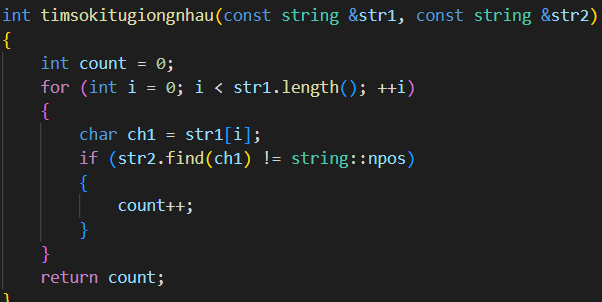 int timsokitugiongnhau(const string &str1, const string &str2)
{
    int count = 0;
    for (int i = 0; i < str1.length(); ++i)
    {
        char ch1 = str1[i];
        if (str2.find(ch1) != string::npos)
        {
            count++;
        }
    }
    return count;
}